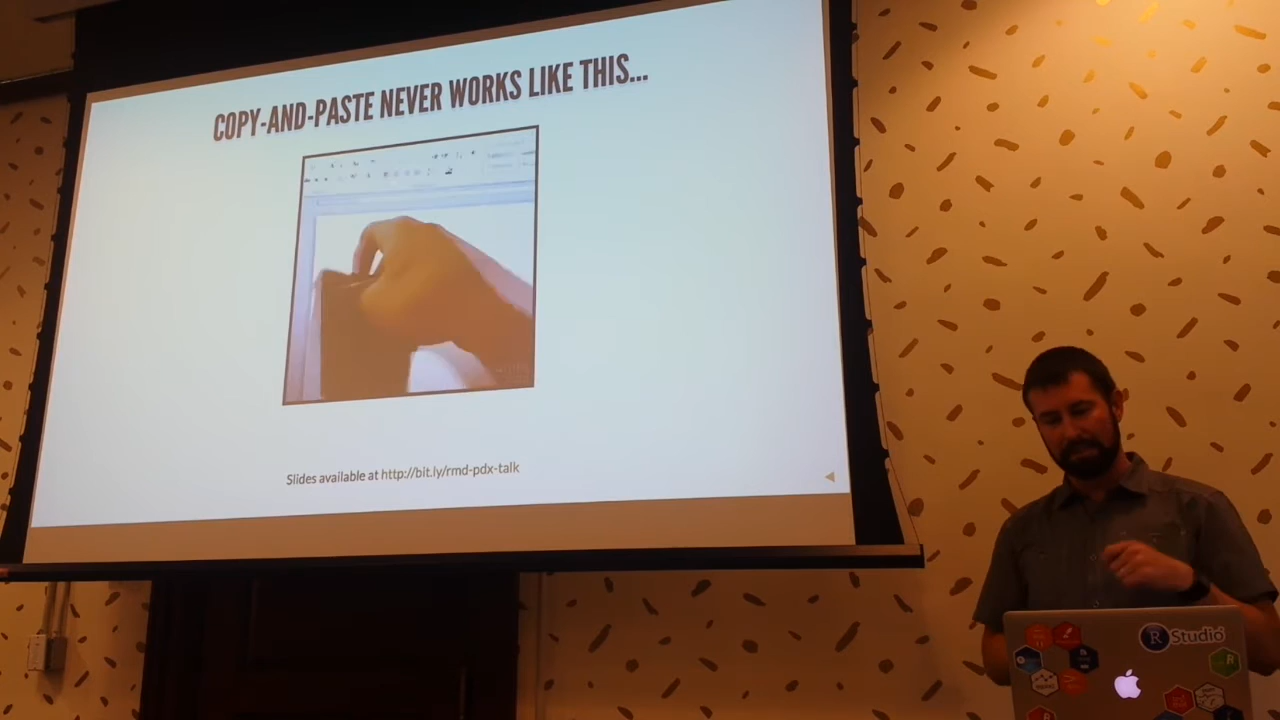 COPY-AND-PASTE NEVER WORKS LIKE THIS...
Slides available at http://bit.ly/rmd-pdx-talk
R Studio
R